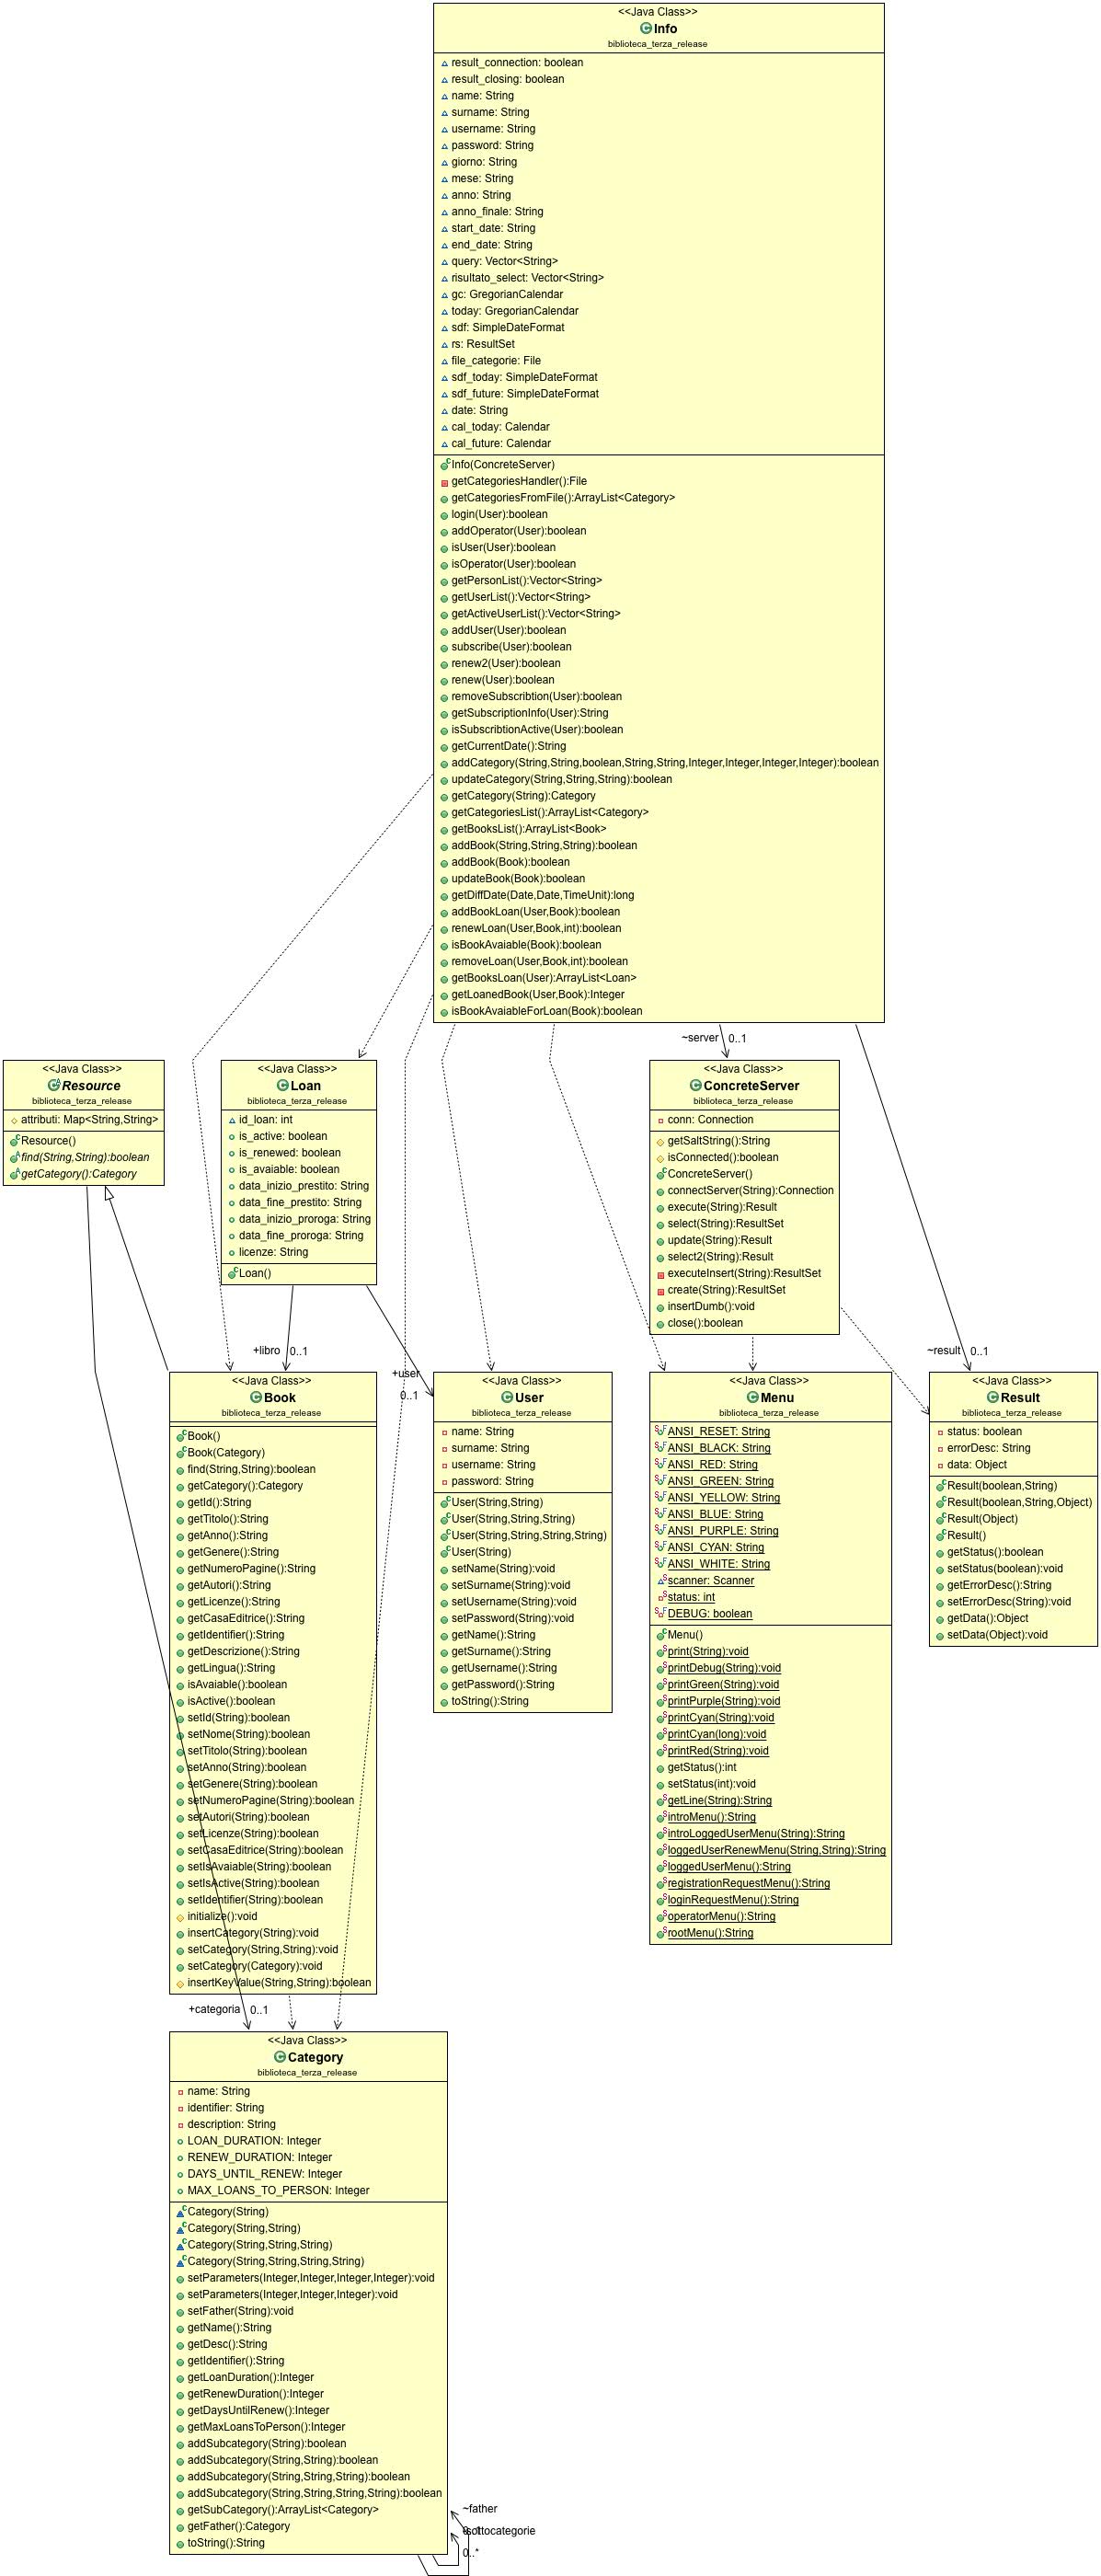 <<Java Class>>
Info
biblioteca_terza_release
result_connection: boolean
result_closing: boolean
name: String
surname: String
username: String
password: String
giorno: String
mese: String
anno: String
anno_finale: String
start_date: String
end_date: String
query: Vector<String>
risultato_select: Vector<String>
gc: GregorianCalendar
today: GregorianCalendar
sdf: SimpleDateFormat
rs: ResultSet
file_categorie: File
sdf_today: SimpleDateFormat
sdf_future: SimpleDateFormat
date: String
cal_today: Calendar
cal_future: Calendar
Info(ConcreteServer)
getCategoriesHandler():File
getCategoriesFromFile():ArrayList<Category>
login(User):boolean
addOperator(User):boolean
isUser(User):boolean
isOperator(User):boolean
getPersonList():Vector<String>
getUserList():Vector<String>
getActiveUserList():Vector<String>
addUser(User):boolean
subscribe(User):boolean
renew2(User):boolean
renew(User):boolean
removeSubscribtion(User):boolean
getSubscriptionInfo(User):String
isSubscribtionActive(User):boolean
getCurrentDate():String
addCategory(String,String,boolean,String,String,Integer,Integer,Integer,Integer):boolean
updateCategory(String,String,String):boolean
getCategory(String):Category
getCategoriesList():ArrayList<Category>
getBooksList():ArrayList<Book>
addBook(String,String,String):boolean
addBook(Book):boolean
updateBook(Book):boolean
getDiffDate(Date,Date,TimeUnit):long
addBookLoan(User,Book):boolean
renewLoan(User,Book,int):boolean
isBookAvaiable(Book):boolean
removeLoan(User,Book,int):boolean
getBooksLoan(User):ArrayList<Loan>
getLoanedBook(User,Book):Integer
isBookAvaiableForLoan(Book):boolean
~server 0..1
<<Java Class>>
Resource
biblioteca_terza_release
attributi: Map<String,String>
Resource()
find(String,String):boolean
getCategory():Category
<<Java Class>>
Loan
biblioteca_terza_release
id_loan: int
is_active: boolean
is_renewed: boolean
is_avaiable: boolean
data_inizio_prestito: String
data_fine_prestito: String
data_inizio_proroga: String
data_fine_proroga: String
licenze: String
Loan()
<<Java Class>>
ConcreteServer
biblioteca_terza_release
conn: Connection
getSaltString():String
isConnected():boolean
ConcreteServer()
connectServer(String):Connection
execute(String):Result
select(String):ResultSet
update(String):Result
select2(String):Result
executeInsert(String):ResultSet
create(String):ResultSet
insertDumb():void
close():boolean
+libro 0..1
+user
0..1
~result 0..1
<<Java Class>>
Book
biblioteca_terza_release
Book()
Book(Category)
find(String,String):boolean
getCategory():Category
getId():String
getTitolo():String
getAnno():String
getGenere():String
getNumeroPagine():String
getAutori():String
getLicenze():String
getCasaEditrice():String
getIdentifier():String
getDescrizione():String
getLingua():String
isAvaiable():boolean
isActive():boolean
setId(String):boolean
setNome(String):boolean
setTitolo(String):boolean
setAnno(String):boolean
setGenere(String):boolean
setNumeroPagine(String):boolean
setAutori(String):boolean
setLicenze(String):boolean
setCasaEditrice(String):boolean
setIsAvaiable(String):boolean
setIsActive(String):boolean
setIdentifier(String):boolean
initialize():void
insertCategory(String):void
setCategory(String,String):void
setCategory(Category):void
insertKeyValue(String,String):boolean
<<Java Class>>
User
biblioteca_terza_release
name: String
surname: String
username: String
password: String
User(String,String)
User(String,String,String)
User(String,String,String,String)
User(String)
setName(String):void
setSurname(String):void
setUsername(String):void
setPassword(String):void
getName():String
getSurname():String
getUsername():String
getPassword():String
toString():String
<<Java Class>>
Menu
biblioteca_terza_release
ANSI_RESET: String
ANSI_BLACK: String
ANSI_RED: String
ANSI_GREEN: String
ANSI_YELLOW: String
ANSI_BLUE: String
ANSI_PURPLE: String
ANSI_CYAN: String
ANSI_WHITE: String
scanner: Scanner
status: int
DEBUG: boolean
Menu()
print(String):void
printDebug(String):void
printGreen(String):void
printPurple(String):void
printCyan(String):void
printCyan(long):void
printRed(String):void
getStatus():int
setStatus(int):void
getLine(String):String
introMenu():String
introLoggedUserMenu(String):String
loggedUserRenewMenu(String,String):String
loggedUserMenu():String
registrationRequestMenu():String
loginRequestMenu():String
operatorMenu():String
rootMenu():String
<<Java Class>>
Result
biblioteca_terza_release
status: boolean
errorDesc: String
data: Object
Result(boolean,String)
Result(boolean,String,Object)
Result(Object)
Result()
getStatus():boolean
setStatus(boolean):void
getErrorDesc():String
setErrorDesc(String):void
getData():Object
setData(Object):void
+categoria 0..1
<<Java Class>>
Category
biblioteca_terza_release
name: String
identifier: String
description: String
LOAN_DURATION: Integer
RENEW_DURATION: Integer
DAYS_UNTIL_RENEW: Integer
MAX_LOANS_TO_PERSON: Integer
Category(String)
Category(String,String)
Category(String,String,String)
Category(String,String,String,String)
setParameters(Integer,Integer,Integer,Integer):void
setParameters(Integer,Integer,Integer):void
setFather(String):void
getName():String
getDesc():String
getIdentifier():String
getLoanDuration():Integer
getRenewDuration():Integer
getDaysUntilRenew():Integer
getMaxLoansToPerson():Integer
addSubcategory(String):boolean
addSubcategory(String,String):boolean
addSubcategory(String,String,String):boolean
addSubcategory(String,String,String,String):boolean
getSubCategory():ArrayList<Category>
getFather():Category
toString():String
~father
0..*